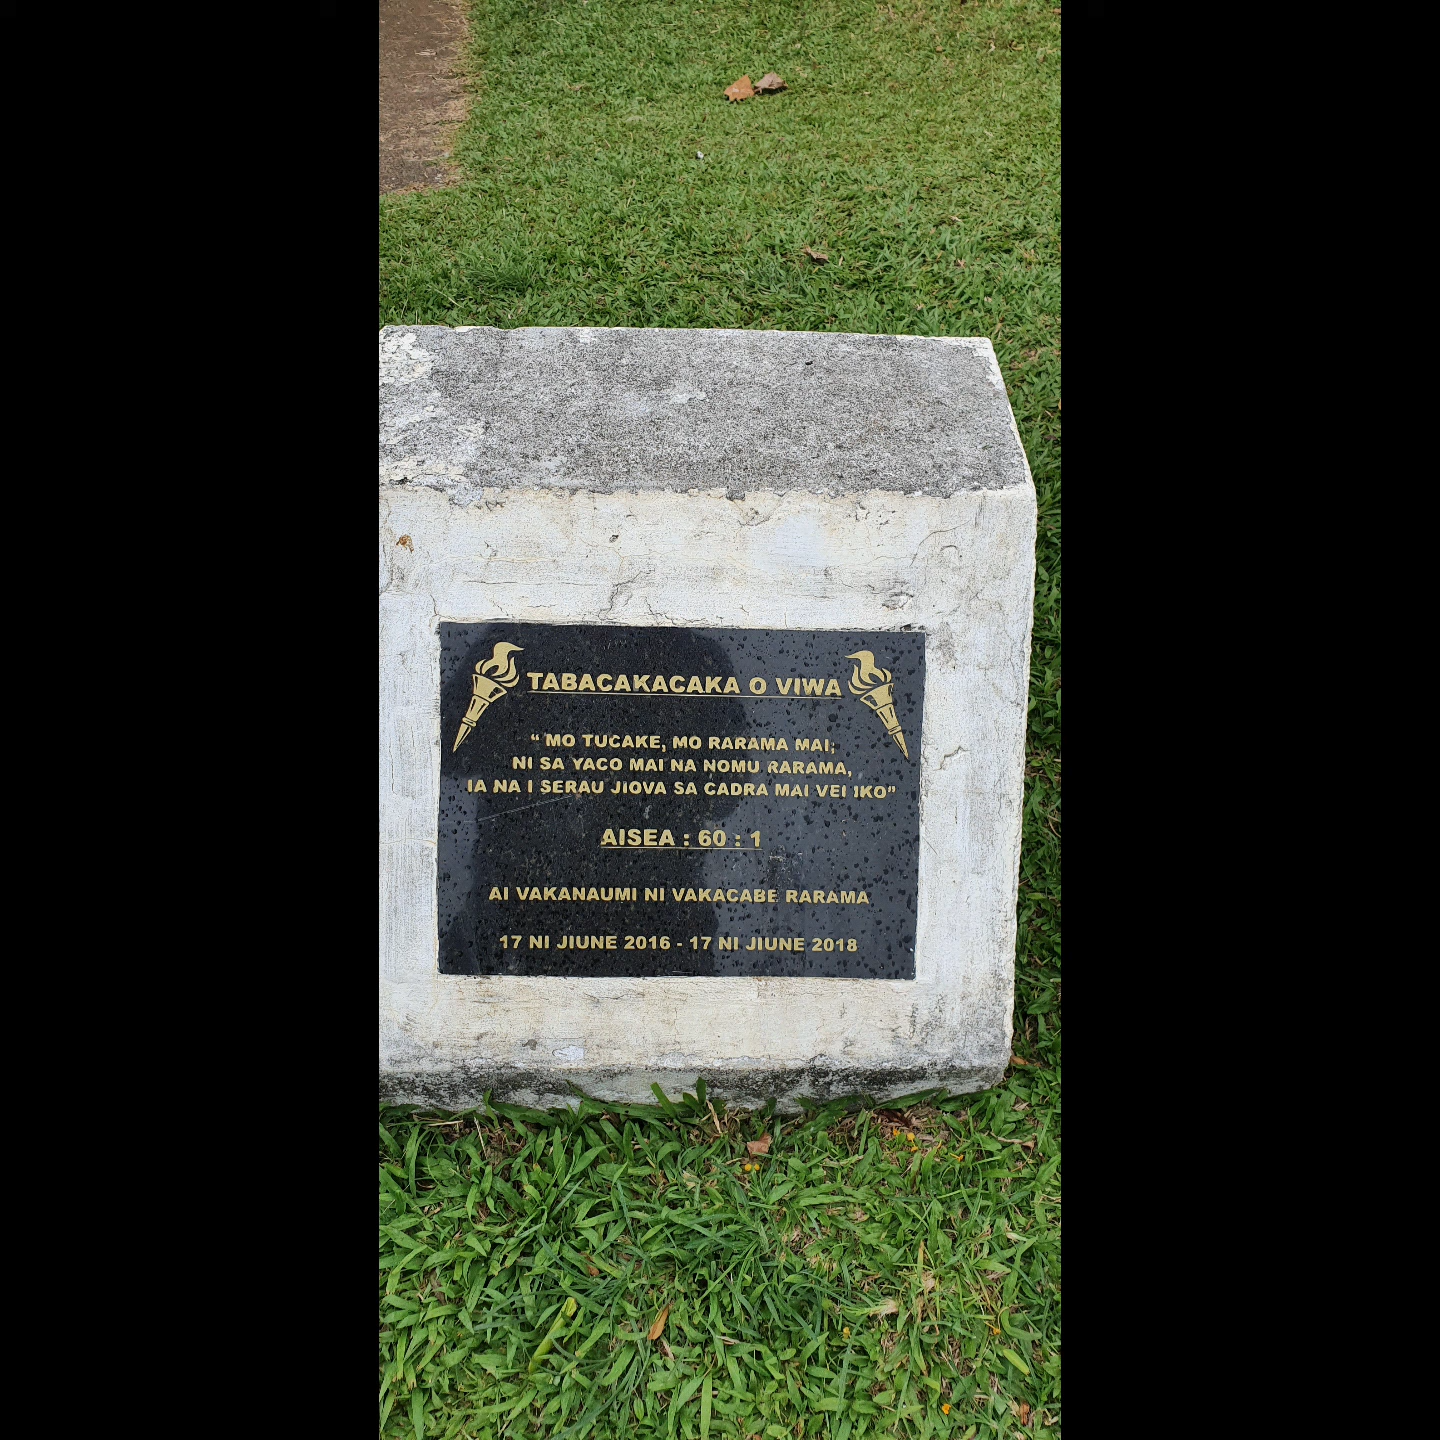 TABACAKACAKA O VIWA
“ MO TUCAKE, MO RARAMA MAI;
NI SA YACO MAI NA NOMU RARAMA,
IA NA I SERAU JIOVA SA CADRA MAI VEI IKO”
AISEA : 60 : 1
AI VAKANAUMI NI VAKACABE RARAMA
17 NI JIUNE 2016 - 17 NI JIUNE 2018